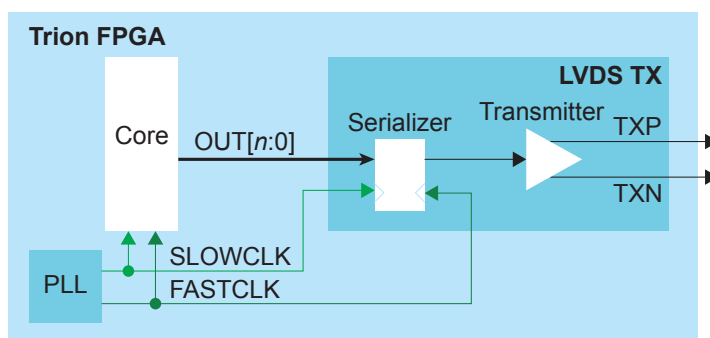 Trion FPGA
LVDS TX
Transmitter
Serializer
TXP
Core
OUT[n:0]
TXN
SLOWCLK
PLL
FASTCLK